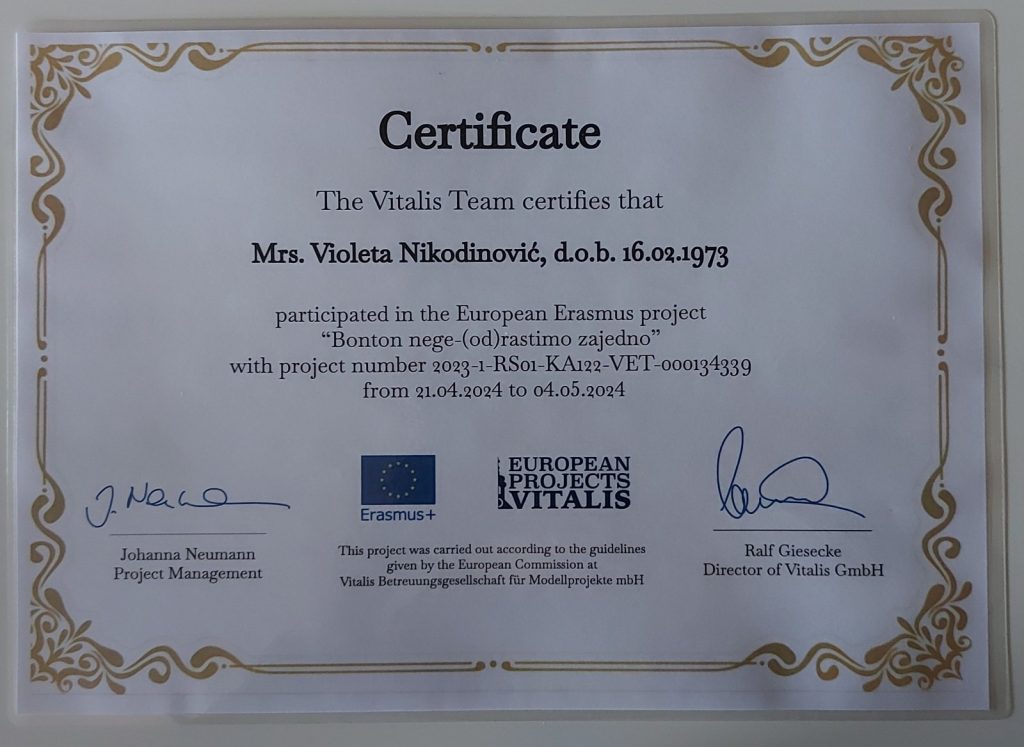 Certificate
The Vitalis Team certifies that
Mrs. Violeta Nikodinović, d.o.b. 16.02.1973
participated in the European Erasmus project
“Bonton nege-(od)rastimo zajedno”
with project number 2023-1-RS01-KA122-VET-000134339
from 21.04.2024 to 04.05.2024
J. Neumann
Erasmus+
EUROPEAN
PROJECTS
VITALIS
Johanna Neumann
Project Management
This project was carried out according to the guidelines
given by the European Commission at
Vitalis Betreuungsgesellschaft für Modellprojekte mbH
Ralf Giesecke
Director of Vitalis GmbH